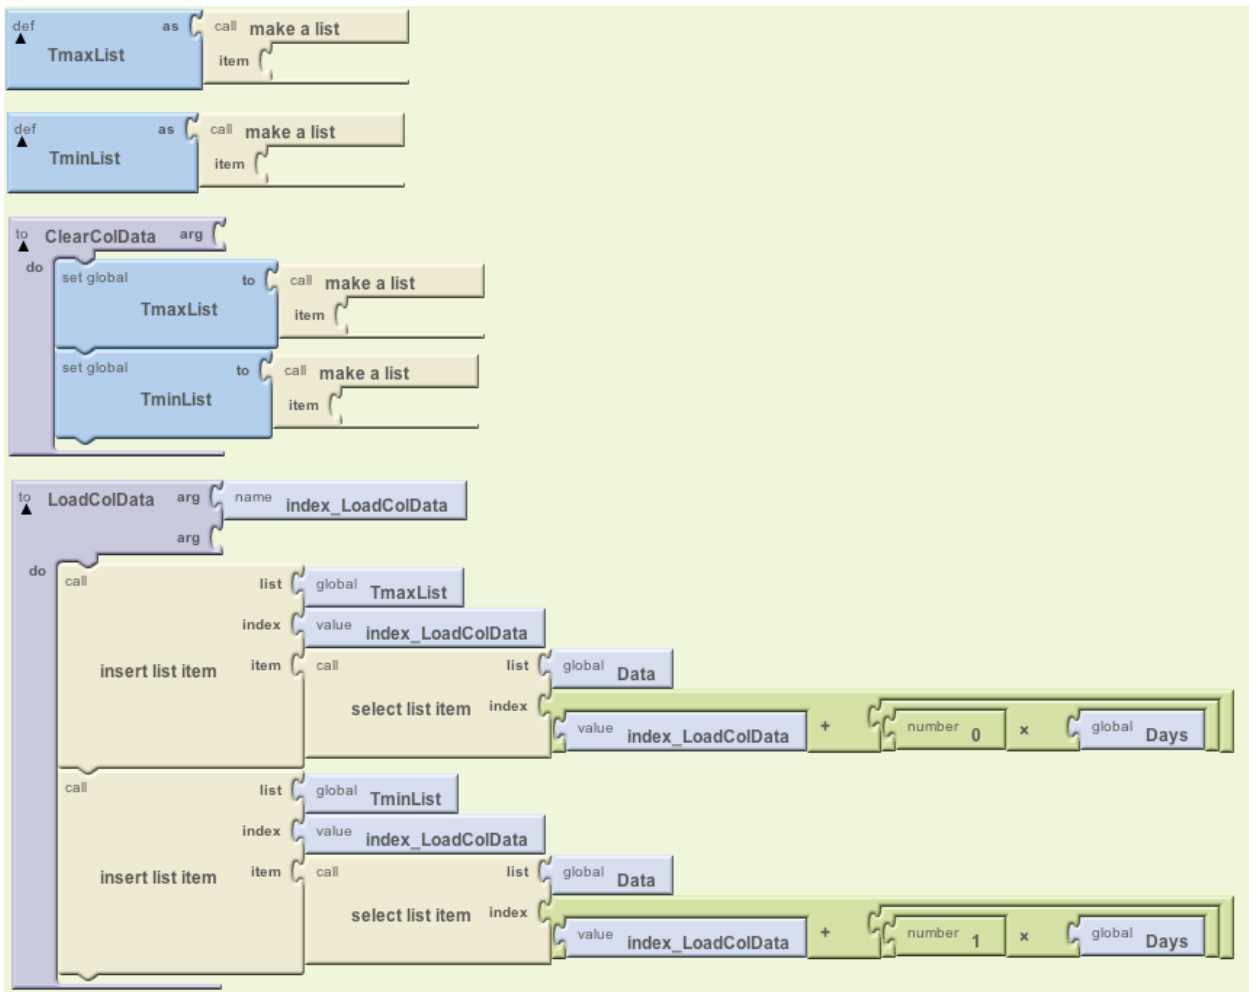 def as call make a list
TmaxList item
def as call make a list
TminList item
to ClearColData arg
do set global to call make a list
TmaxList item
set global to call make a list
TminList item
to LoadColData arg name index_LoadColData
arg
do call list global TmaxList
index value index_LoadColData
insert list item item call list global Data
select list item index value index_LoadColData + number 0 × global Days
call list global TminList
index value index_LoadColData
insert list item item call list global Data
select list item index value index_LoadColData + number 1 × global Days